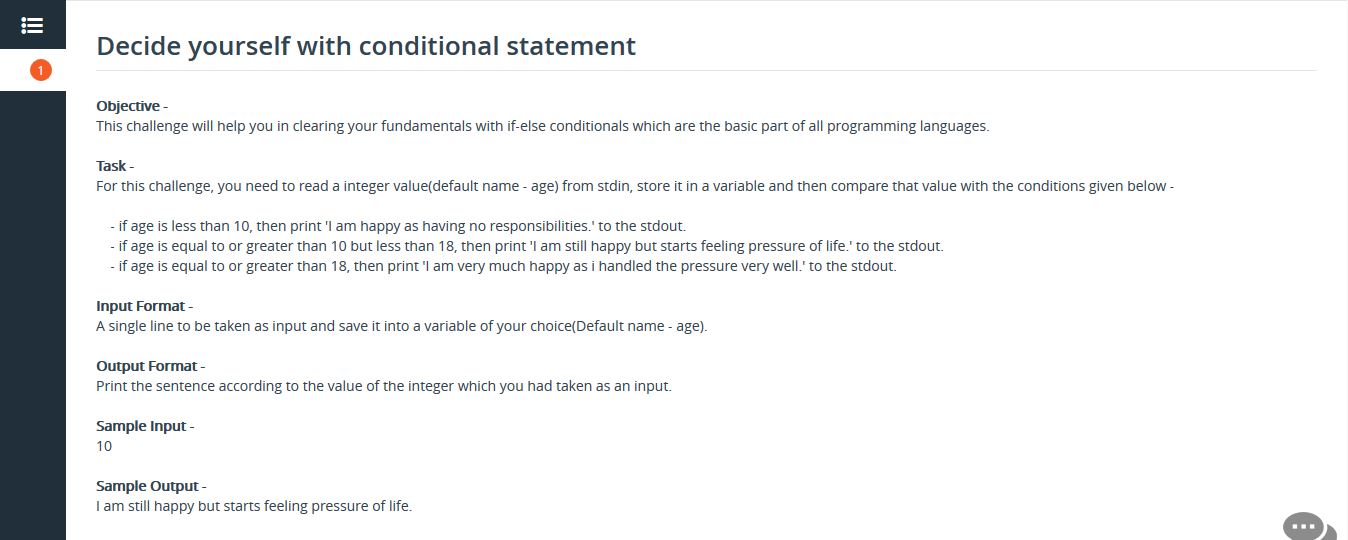 Decide yourself with conditional statement
1
Objective -
This challenge will help you in clearing your fundamentals with if-else conditionals which are the basic part of all programming languages.
Task -
For this challenge, you need to read a integer value(default name - age) from stdin, store it in a variable and then compare that value with the conditions given below -
- if age is less than 10, then print 'I am happy as having no responsibilities.' to the stdout.
- if age is equal to or greater than 10 but less than 18, then print 'I am still happy but starts feeling pressure of life.' to the stdout.
- if age is equal to or greater than 18, then print 'I am very much happy as i handled the pressure very well.' to the stdout.
Input Format -
A single line to be taken as input and save it into a variable of your choice(Default name - age).
Output Format -
Print the sentence according to the value of the integer which you had taken as an input.
Sample Input -
10
Sample Output -
I am still happy but starts feeling pressure of life.